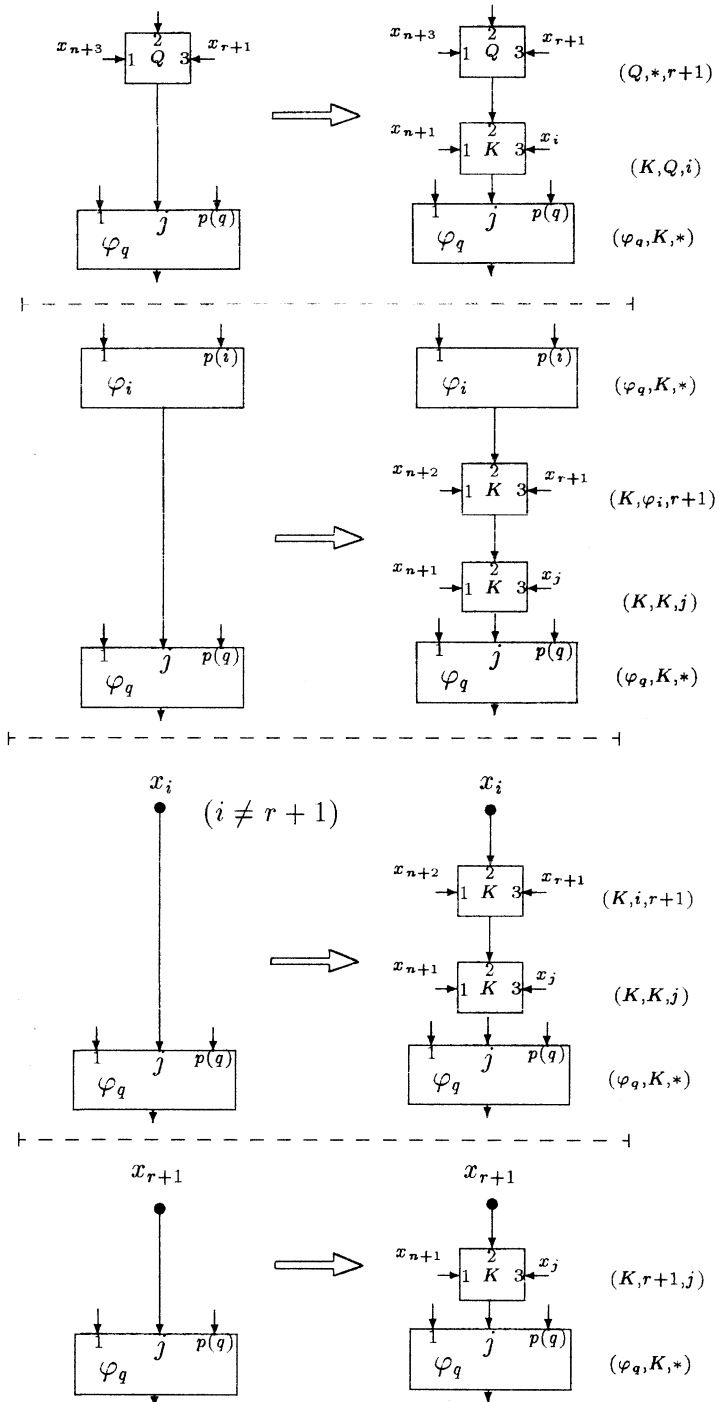 x_{n+3} 2 x_{r+1} x_{n+3} 2 x_{r+1}
1 Q 3 1 Q 3 (Q,*,r+1)
x_{n+1} 2 x_i
1 K 3 (K,Q,i)
1 j p(q) 1 j p(q)
φ_q φ_q (φ_q,K,*)
1 p(i) 1 p(i)
φ_i φ_i (φ_q,K,*)
x_{n+2} 2 x_{r+1}
1 K 3 (K,φ_i,r+1)
x_{n+1} 2 x_j
1 K 3 (K,K,j)
1 j p(q) 1 j p(q)
φ_q φ_q (φ_q,K,*)
x_i x_i
(i ≠ r + 1)
x_{n+2} 2 x_{r+1}
1 K 3 (K,i,r+1)
x_{n+1} 2 x_j
1 K 3 (K,K,j)
1 j p(q) 1 j p(q)
φ_q φ_q (φ_q,K,*)
x_{r+1} x_{r+1}
x_{n+1} 2 x_j
1 K 3 (K,r+1,j)
1 j p(q) 1 j p(q)
φ_q φ_q (φ_q,K,*)